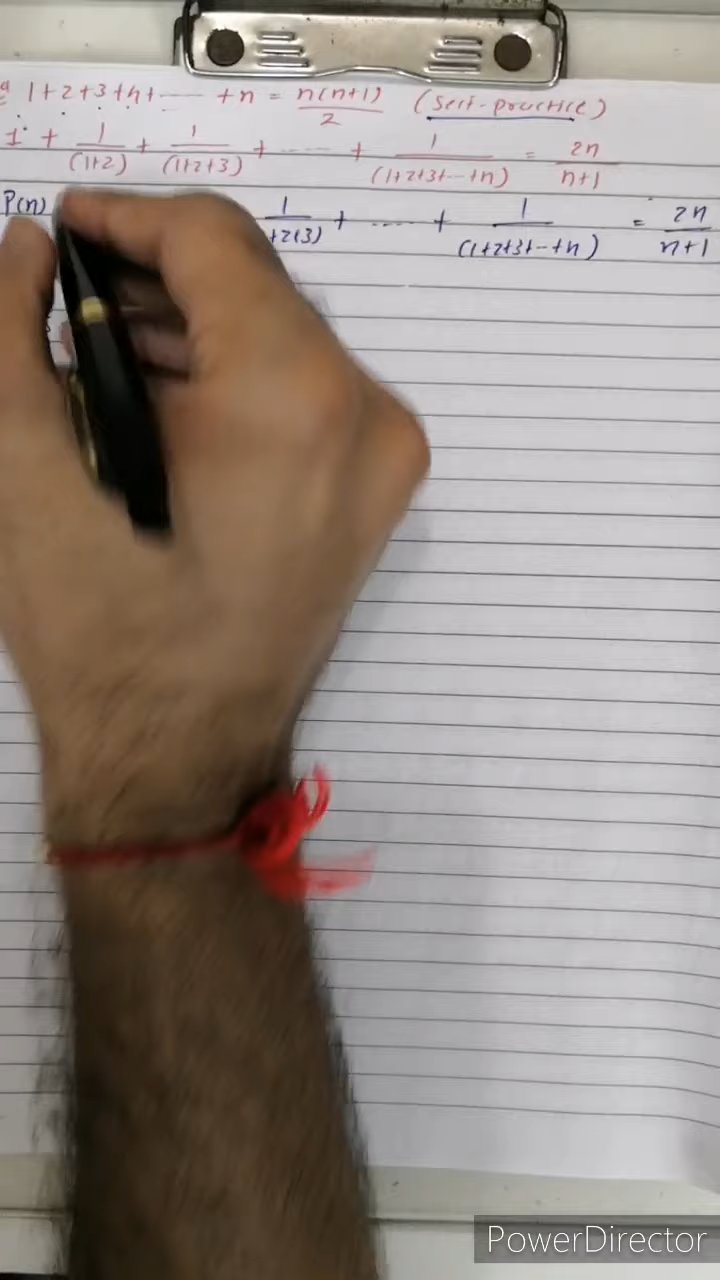 1+2+3+4+...... +n = n(n+1)/2 (Self-practice)
1 + 1/(1+2) + 1/(1+2+3) + ...... + 1/(1+2+3+...+n) = 2n/n+1
P(n) 1/+2+3) + ..... + 1/(1+2+3+...+n) = 2n/n+1
PowerDirector